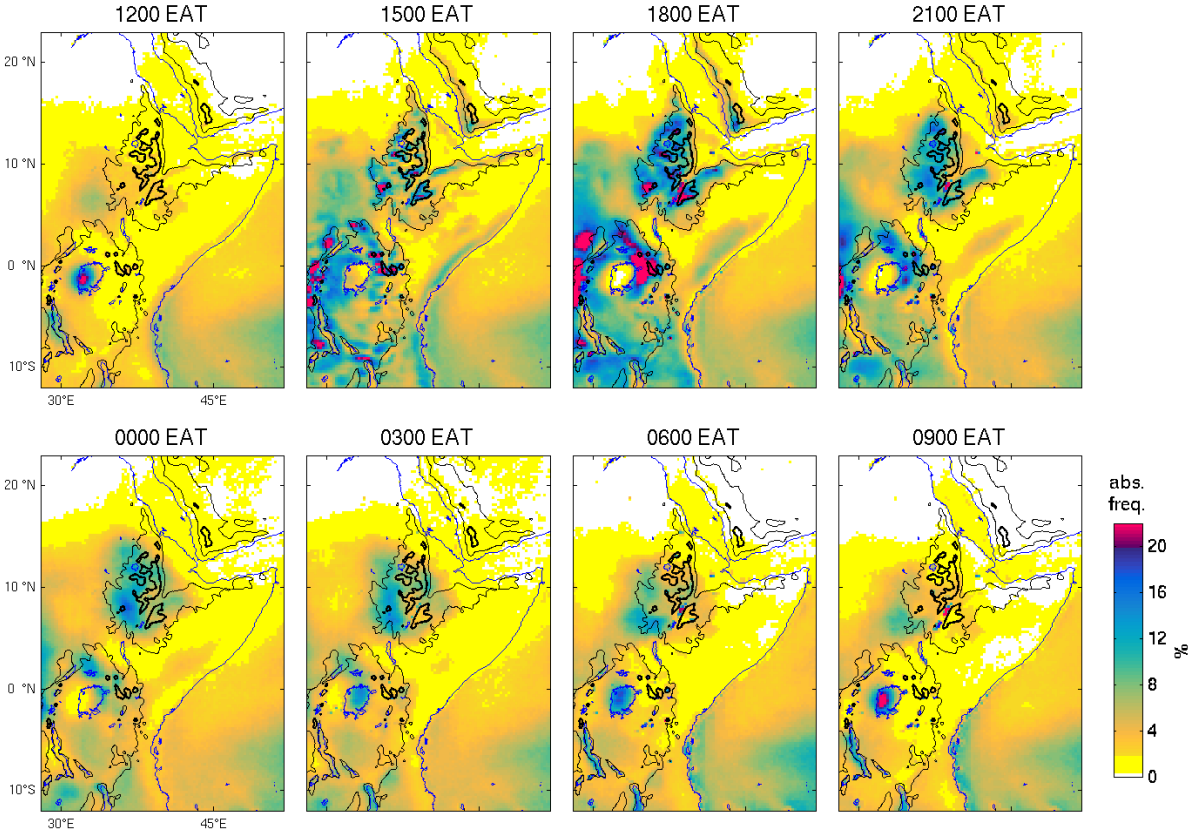 1200 EAT
1500 EAT
1800 EAT
2100 EAT
20 °N
10 °N
0 °N
10°S
30°E
45°E
0000 EAT
0300 EAT
0600 EAT
0900 EAT
20 °N
10 °N
0 °N
10°S
30°E
45°E
abs.
freq.
20
16
12
8
4
0
%